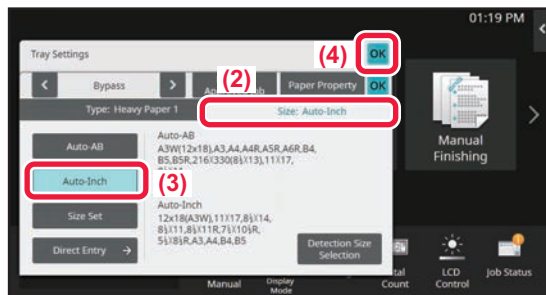 01:19 PM
Tray Settings
(4)
OK
Bypass
(2)
Paper Property
OK
Type: Heavy Paper 1
Size: Auto-Inch
Auto-AB
Auto-AB
A3W(12x18),A3,A4,A4R,A5R,A6R,B4,
B5,B5R,216X330(8½X13),11X17,
Manual
Finishing
Auto-Inch
(3)
Auto-Inch
12x18(A3W),11X17,8½X14,
8½X11,8½X11R,7¼X10½R,
5½X8½R,A3,A4,B4,B5
Size Set
Direct Entry →
Detection Size
Selection
Manual
Display
Mode
Count
LCD
Control
Job Status